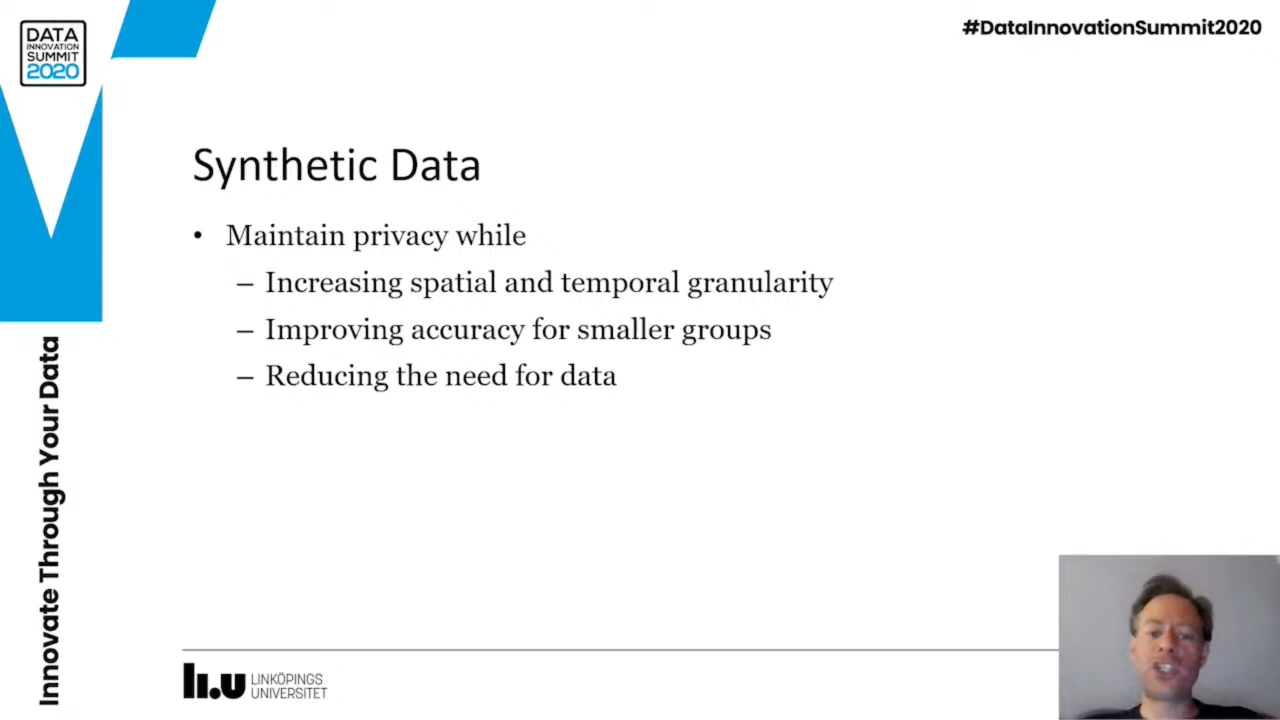 DATA
INNOVATION
SUMMIT
2020
#DataInnovationSummit2020
Synthetic Data
• Maintain privacy while
– Increasing spatial and temporal granularity
– Improving accuracy for smaller groups
– Reducing the need for data
Innovate Through Your Data
li.u LINKÖPINGS
UNIVERSITET